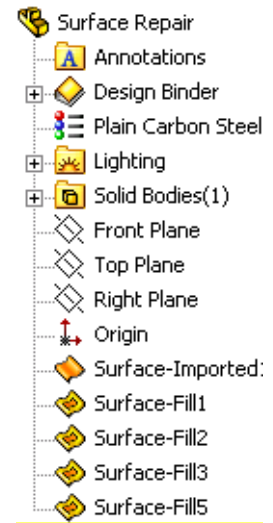 Surface Repair
A Annotations
Design Binder
Plain Carbon Steel
Lighting
Solid Bodies(1)
Front Plane
Top Plane
Right Plane
Origin
Surface-Imported1
Surface-Fill1
Surface-Fill2
Surface-Fill3
Surface-Fill5